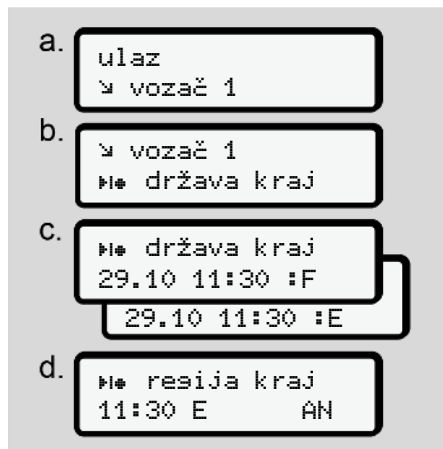 a.
ulaz
⇘ vozač 1
b.
⇘ vozač 1
država kraj
c.
država kraj
29.10 11:30 :F
29.10 11:30 :E
d.
regija kraj
11:30 E AN